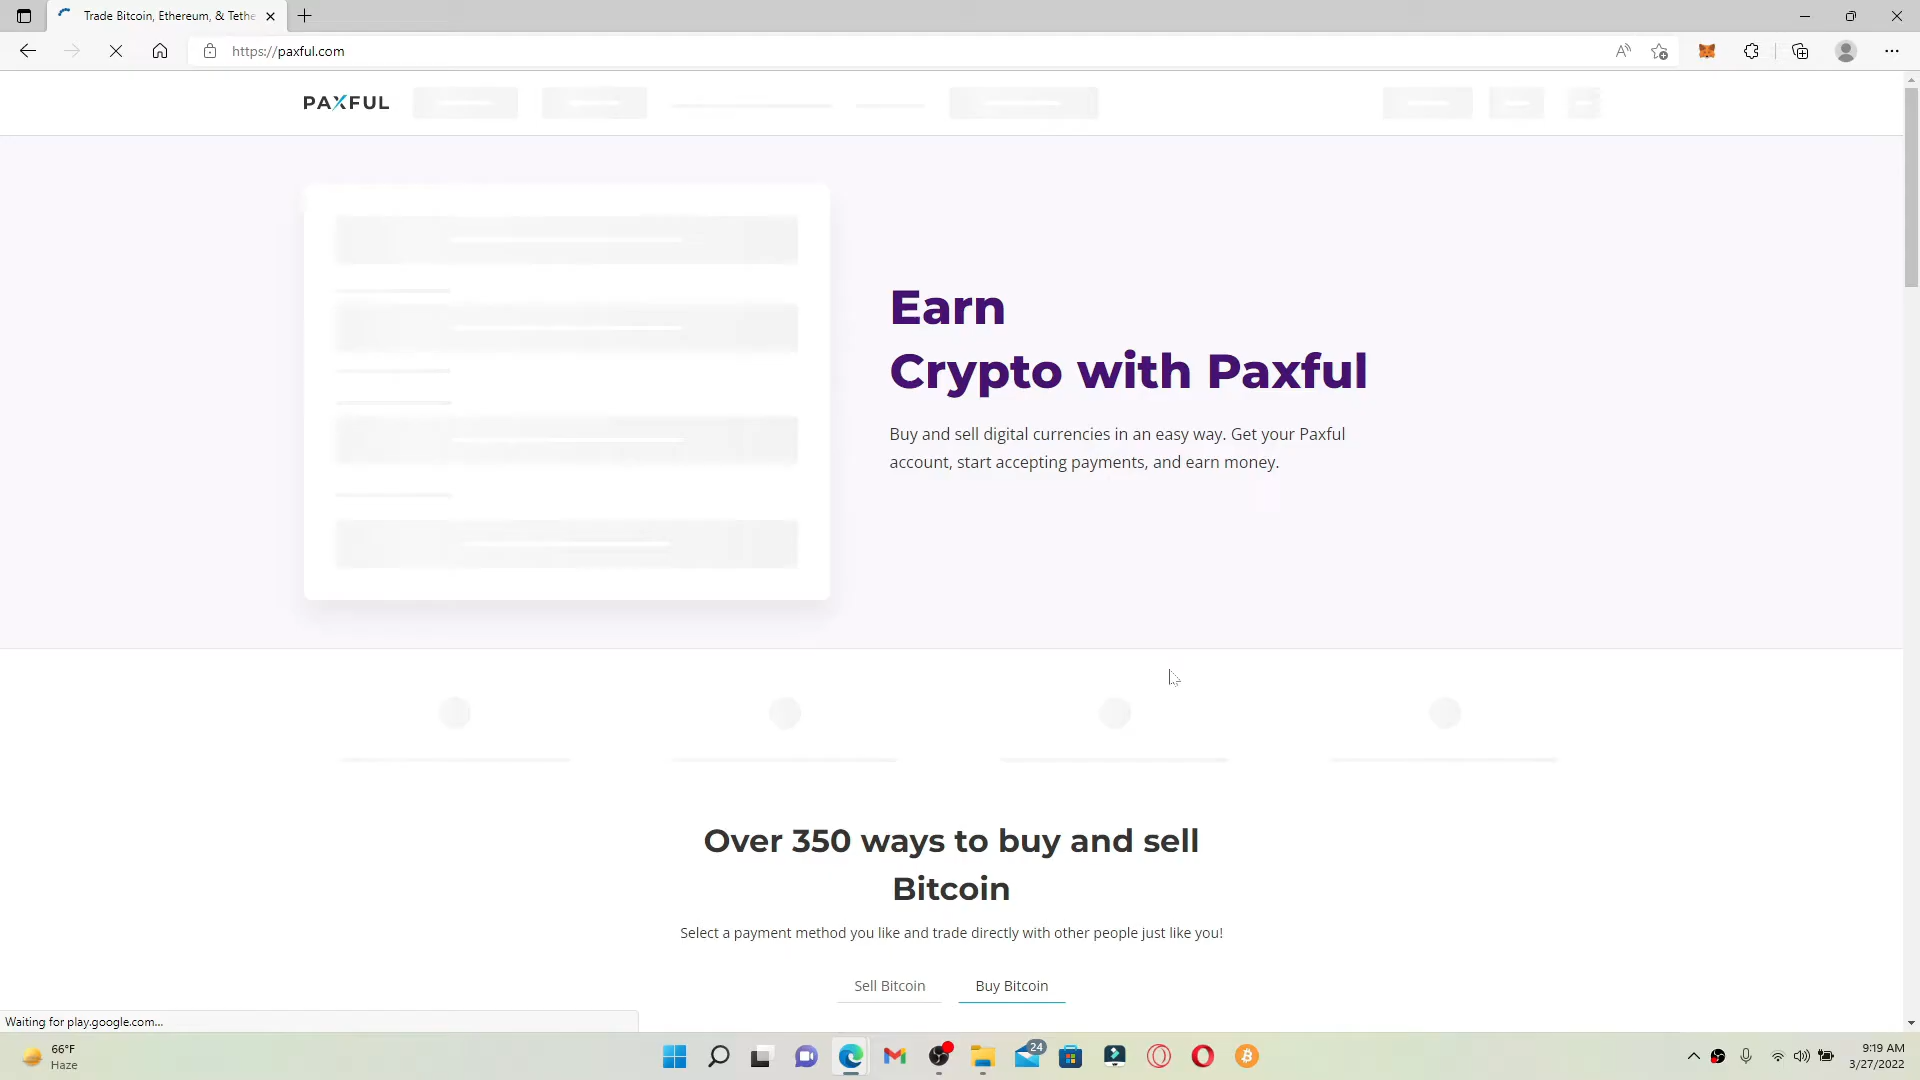 Trade Bitcoin, Ethereum, & Tethe
https://paxful.com
PAXFUL
Earn
Crypto with Paxful
Buy and sell digital currencies in an easy way. Get your Paxful
account, start accepting payments, and earn money.
Over 350 ways to buy and sell
Bitcoin
Select a payment method you like and trade directly with other people just like you!
Sell Bitcoin
Buy Bitcoin
Waiting for play.google.com...
66°F
Haze
24
9:19 AM
3/27/2022